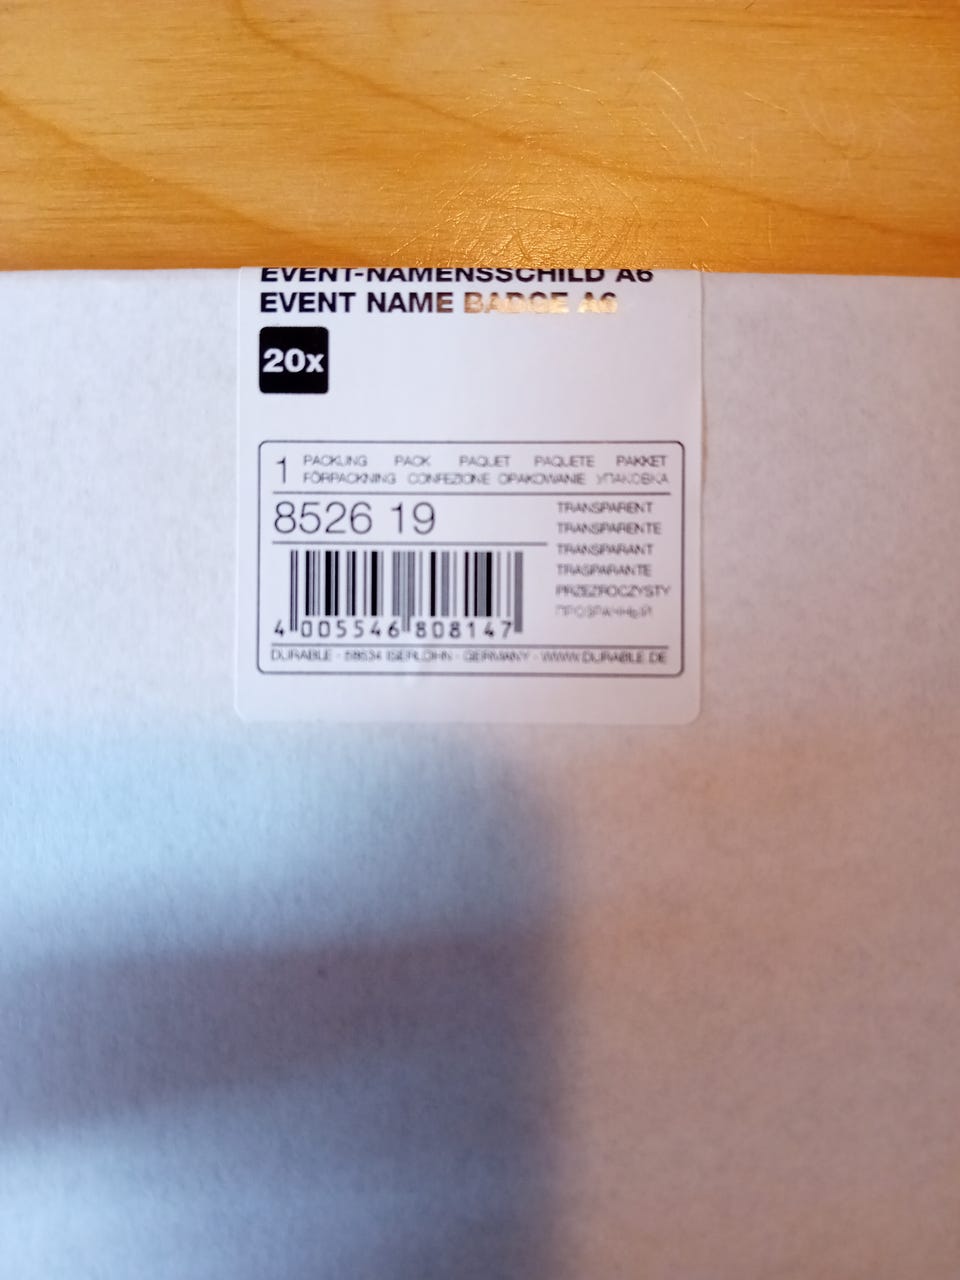 EVENT-NAMENSSCHILD A6
EVENT NAME BADGE A6
20x
1 PACKUNG PACK PAQUET PAQUETE PAKKET
FÖRPACKNING CONFEZIONE OPAKOWANIE УПАКОВКА
8526 19
TRANSPARENT
TRANSPARENTE
TRANSPARANT
TRASPARANTE
PRZEZROCZYSTY
ПРОЗРАЧНЫЙ
4 005546 808147
DURABLE - 58634 ISERLOHN - GERMANY - WWW.DURABLE.DE